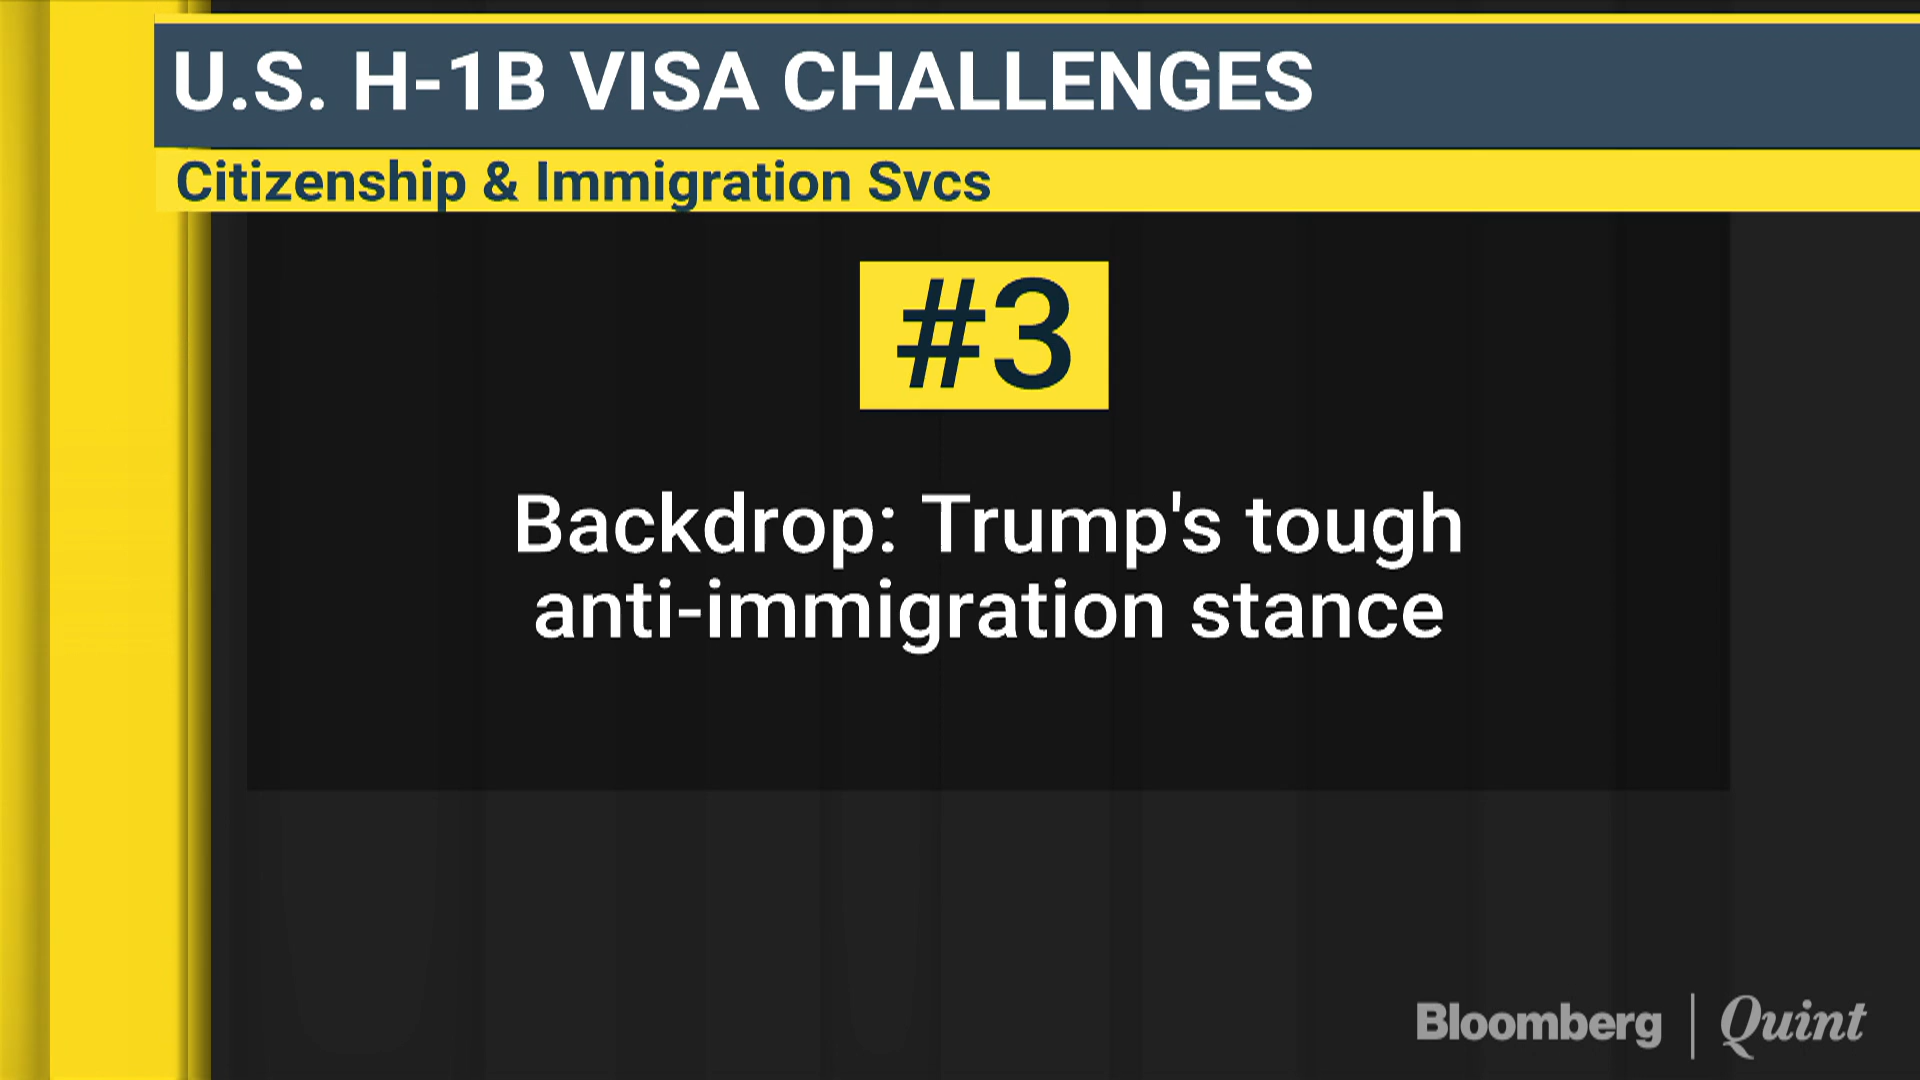 U.S. H-1B VISA CHALLENGES
Citizenship & Immigration Svcs
#3
Backdrop: Trump's tough
anti-immigration stance
Bloomberg | Quint